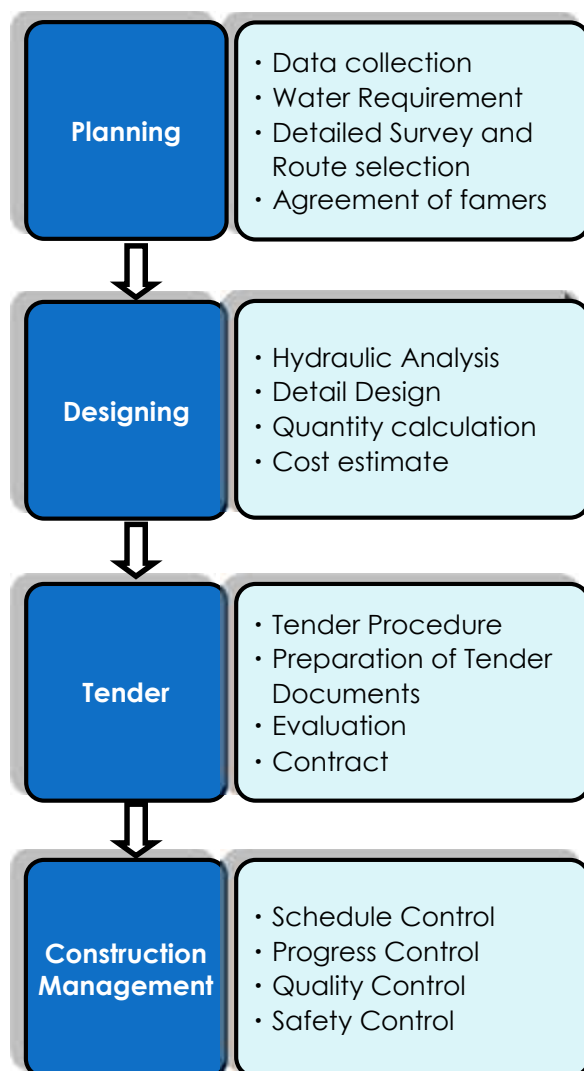 Planning
・Data collection
・Water Requirement
・Detailed Survey and
Route selection
・Agreement of famers
Designing
・Hydraulic Analysis
・Detail Design
・Quantity calculation
・Cost estimate
Tender
・Tender Procedure
・Preparation of Tender
Documents
・Evaluation
・Contract
Construction
Management
・Schedule Control
・Progress Control
・Quality Control
・Safety Control